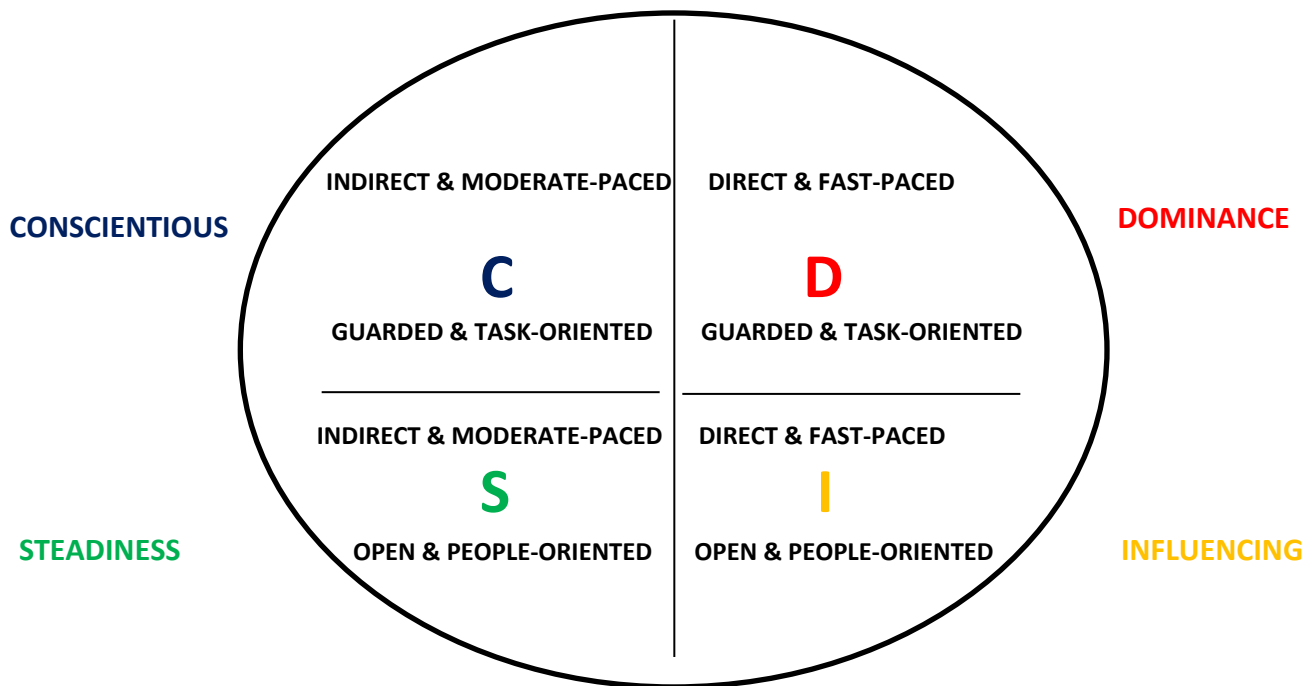 INDIRECT & MODERATE-PACED
DIRECT & FAST-PACED
CONSCIENTIOUS
DOMINANCE
C
D
GUARDED & TASK-ORIENTED
GUARDED & TASK-ORIENTED
INDIRECT & MODERATE-PACED
DIRECT & FAST-PACED
S
I
STEADINESS
OPEN & PEOPLE-ORIENTED
OPEN & PEOPLE-ORIENTED
INFLUENCING